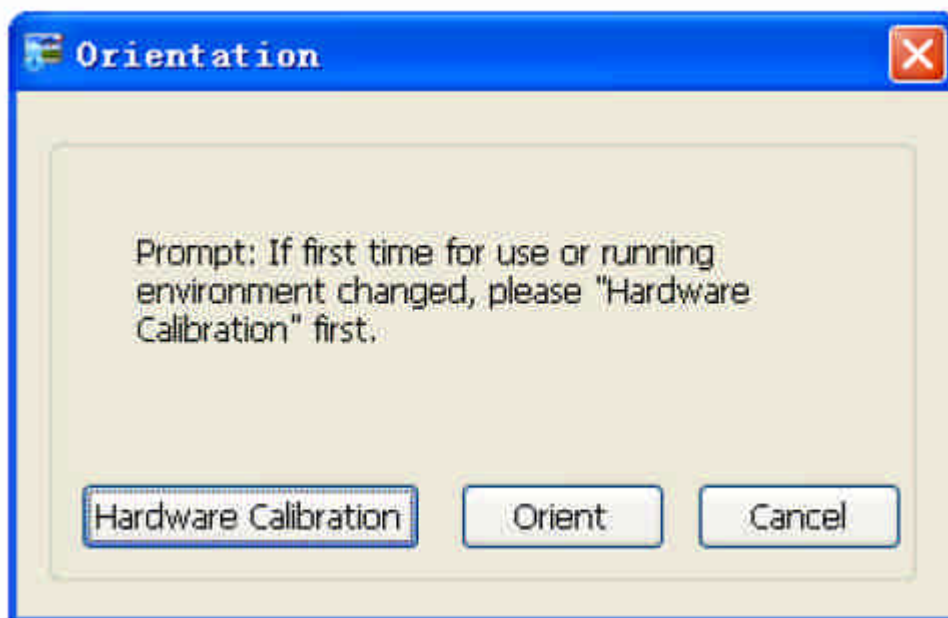 Orientation
Prompt: If first time for use or running
environment changed, please "Hardware
Calibration" first.
Hardware Calibration
Orient
Cancel